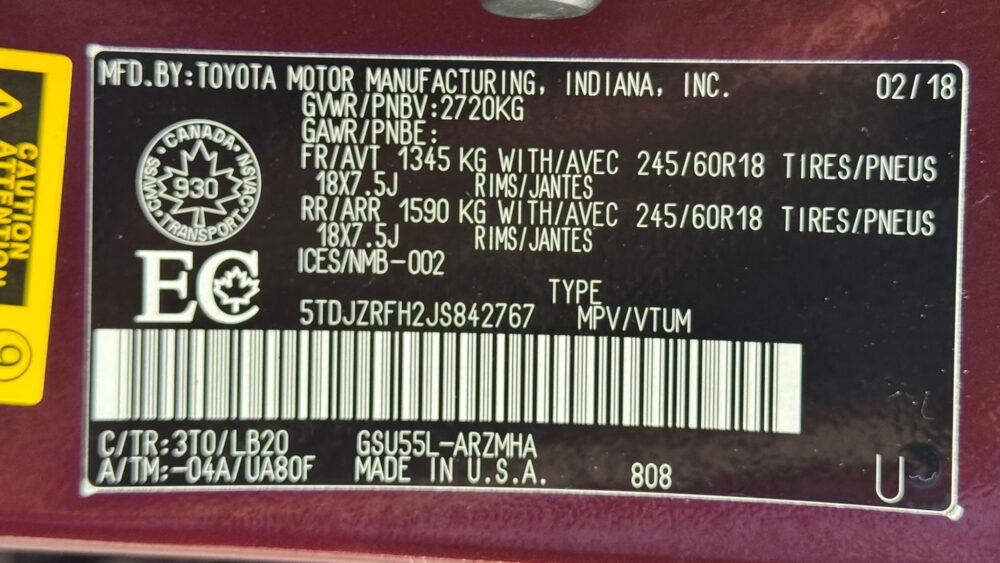 MFD.BY:TOYOTA MOTOR MANUFACTURING, INDIANA, INC. 02/18
GVWR/PNBV:2720KG
GAWR/PNBE:
FR/AVT 1345 KG WITH/AVEC 245/60R18 TIRES/PNEUS
18X7.5J RIMS/JANTES
RR/ARR 1590 KG WITH/AVEC 245/60R18 TIRES/PNEUS
18X7.5J RIMS/JANTES
ICES/NMB-002
CANADA
CMVSS NSVAC
930
TRANSPORT
EC
TYPE
5TDJZRFH2JS842767 MPV/VTUM
C/TR:3T0/LB20 GSU55L-ARZMHA
A/TM:-04A/UA80F MADE IN U.S.A. 808
U
CAUTION
ATTENTION
9